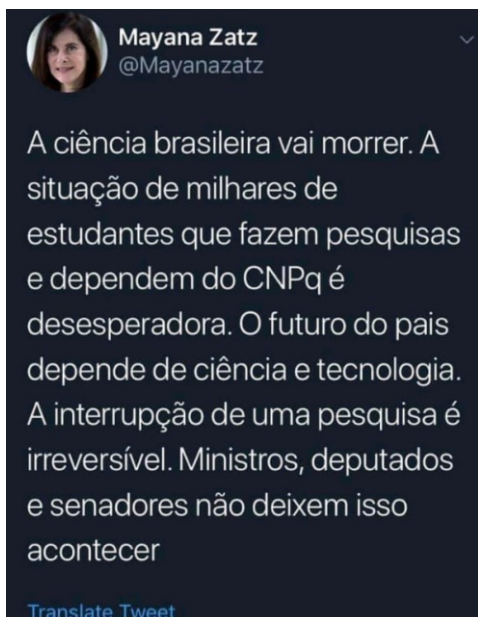 Mayana Zatz
@Mayanazatz
A ciência brasileira vai morrer. A
situação de milhares de
estudantes que fazem pesquisas
e dependem do CNPq é
desesperadora. O futuro do pais
depende de ciência e tecnologia.
A interrupção de uma pesquisa é
irreversível. Ministros, deputados
e senadores não deixem isso
acontecer
Translate Tweet